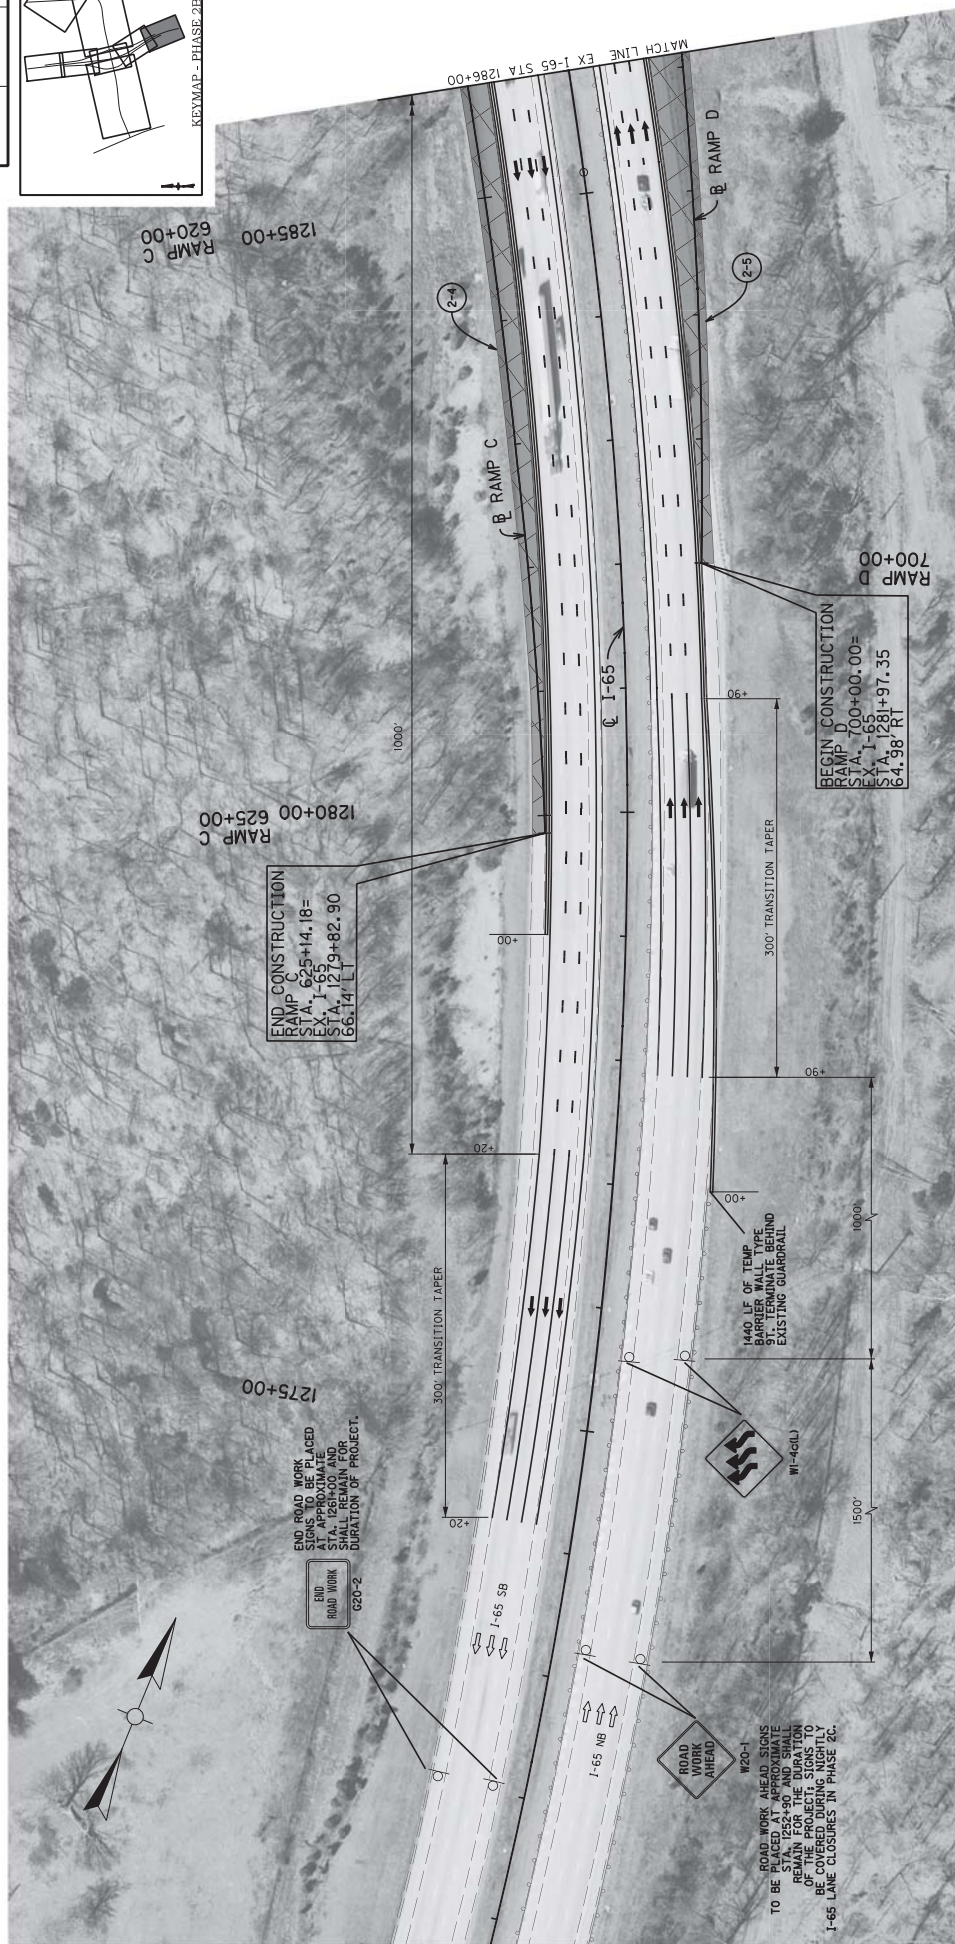 KEYMAP - PHASE 2B
MATCH LINE EX I-65 STA 1286+00
1285+00
RAMP C
620+00
2-4
2-5
℄ RAMP D
℄ RAMP C
1000'
RAMP D
700+00
BEGIN CONSTRUCTION
RAMP D
STA. 700+00.00=
EX. I-65
STA. 1281+97.35
64.98' RT
℄ I-65
+90
1280+00
RAMP C
625+00
END CONSTRUCTION
RAMP C
STA. 625+14.18=
EX. I-65
STA. 1279+82.90
66.14' LT
+00
300' TRANSITION TAPER
+90
+20
+00
1440 LF OF TEMP
BARRIER WALL TYPE
9T. TERMINATE BEHIND
EXISTING GUARDRAIL
1000'
300' TRANSITION TAPER
1275+00
W1-4c(L)
1500'
+20
END ROAD WORK
SIGNS TO BE PLACED
AT APPROXIMATE
STA. 1261+00 AND
SHALL REMAIN FOR
DURATION OF PROJECT.
END
ROAD WORK
G20-2
I-65 SB
I-65 NB
ROAD
WORK
AHEAD
W20-1
ROAD WORK AHEAD SIGNS
TO BE PLACED AT APPROXIMATE
STA. 1252+90 AND SHALL
REMAIN FOR THE DURATION
OF THE PROJECT; SIGNS TO
BE COVERED DURING NIGHTLY
I-65 LANE CLOSURES IN PHASE 2C.